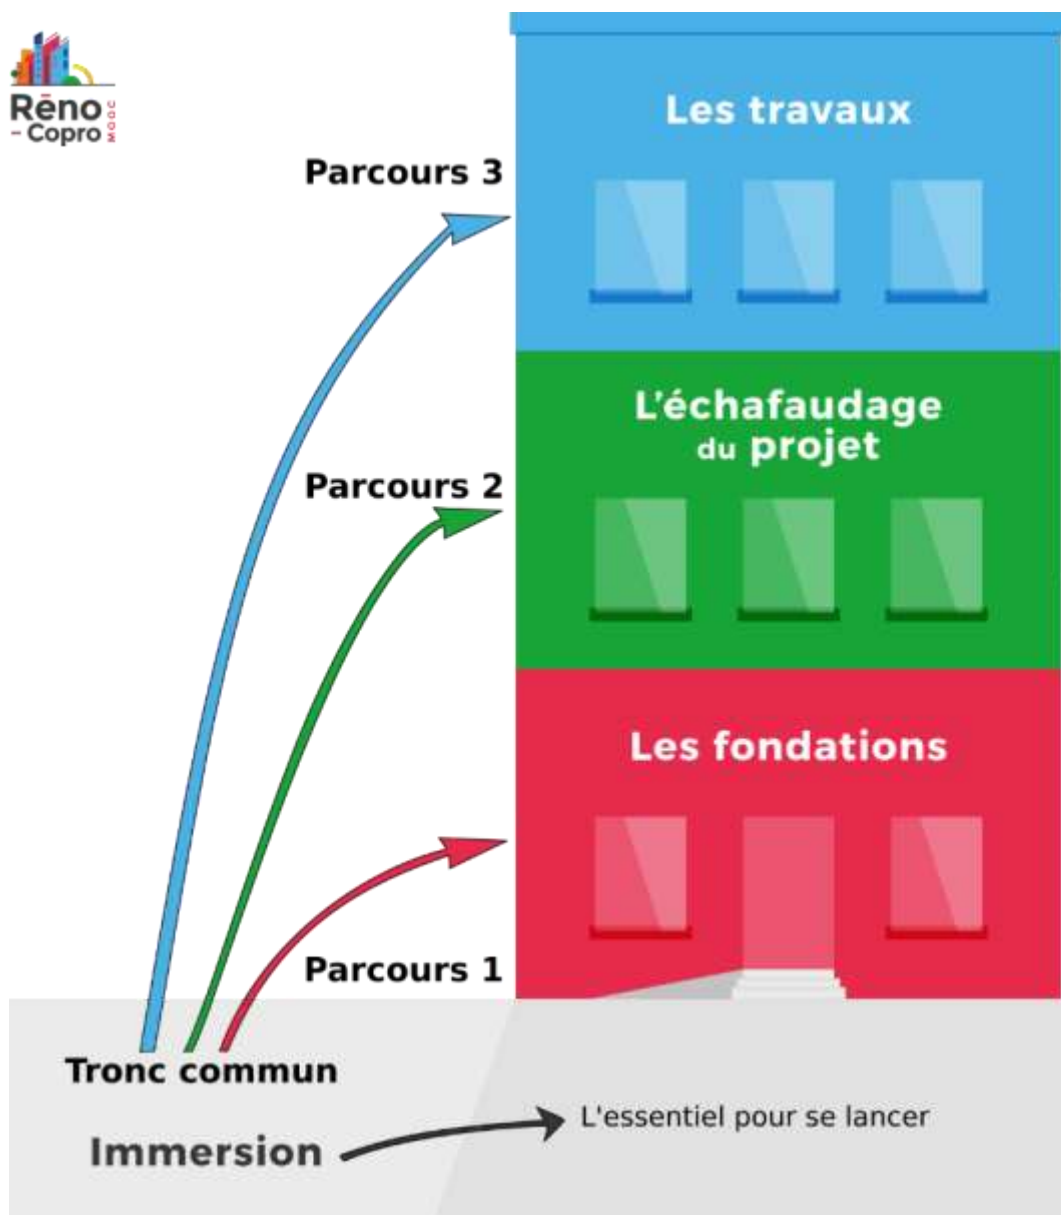 Réno
- Copro
MOOC
Les travaux
Parcours 3
L'échafaudage
du projet
Parcours 2
Les fondations
Parcours 1
Tronc commun
L'essentiel pour se lancer
Immersion